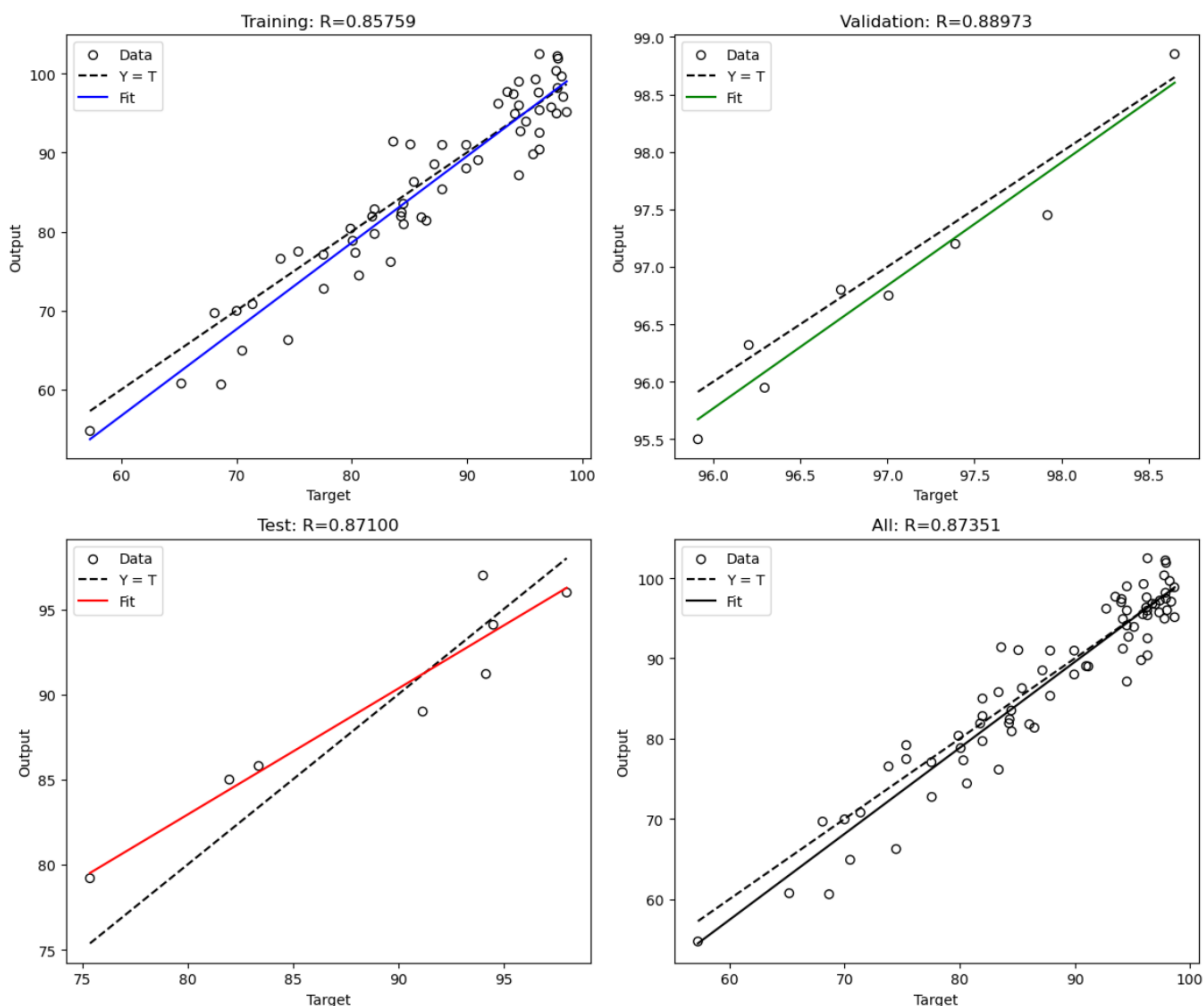 Training: R=0.85759
Data
Y = T
Fit
100
90
80
70
60
Output
60 70 80 90 100
Target
Validation: R=0.88973
Data
Y = T
Fit
99.0
98.5
98.0
97.5
97.0
96.5
96.0
95.5
Output
96.0 96.5 97.0 97.5 98.0 98.5
Target
Test: R=0.87100
Data
Y = T
Fit
95
90
85
80
75
Output
75 80 85 90 95
Target
All: R=0.87351
Data
Y = T
Fit
100
90
80
70
60
Output
60 70 80 90 100
Target